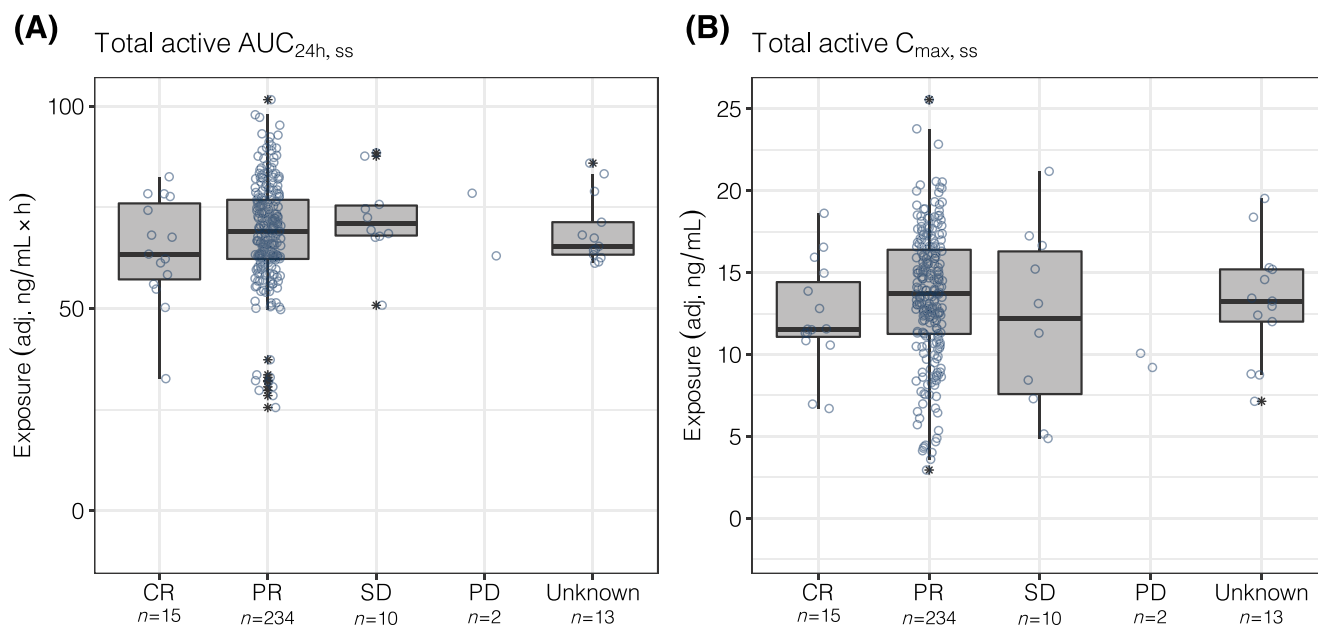 (A)
Total active AUC24h, ss
Exposure (adj. ng/mL × h)
100
50
0
CR
PR
SD
PD
Unknown
n=15
n=234
n=10
n=2
n=13
(B)
Total active Cmax, ss
Exposure (adj. ng/mL)
25
20
15
10
5
0
CR
PR
SD
PD
Unknown
n=15
n=234
n=10
n=2
n=13